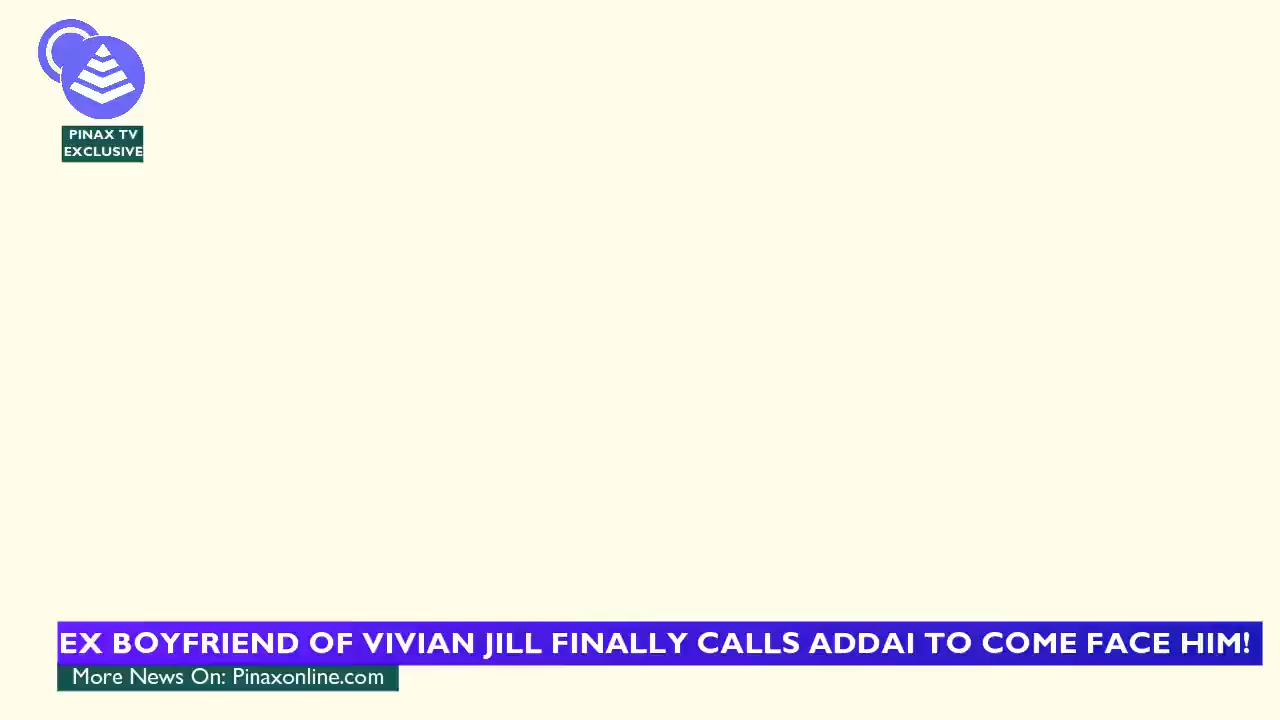 PINAX TV
EXCLUSIVE
EX BOYFRIEND OF VIVIAN JILL FINALLY CALLS ADDAI TO COME FACE HIM!
More News On: Pinaxonline.com